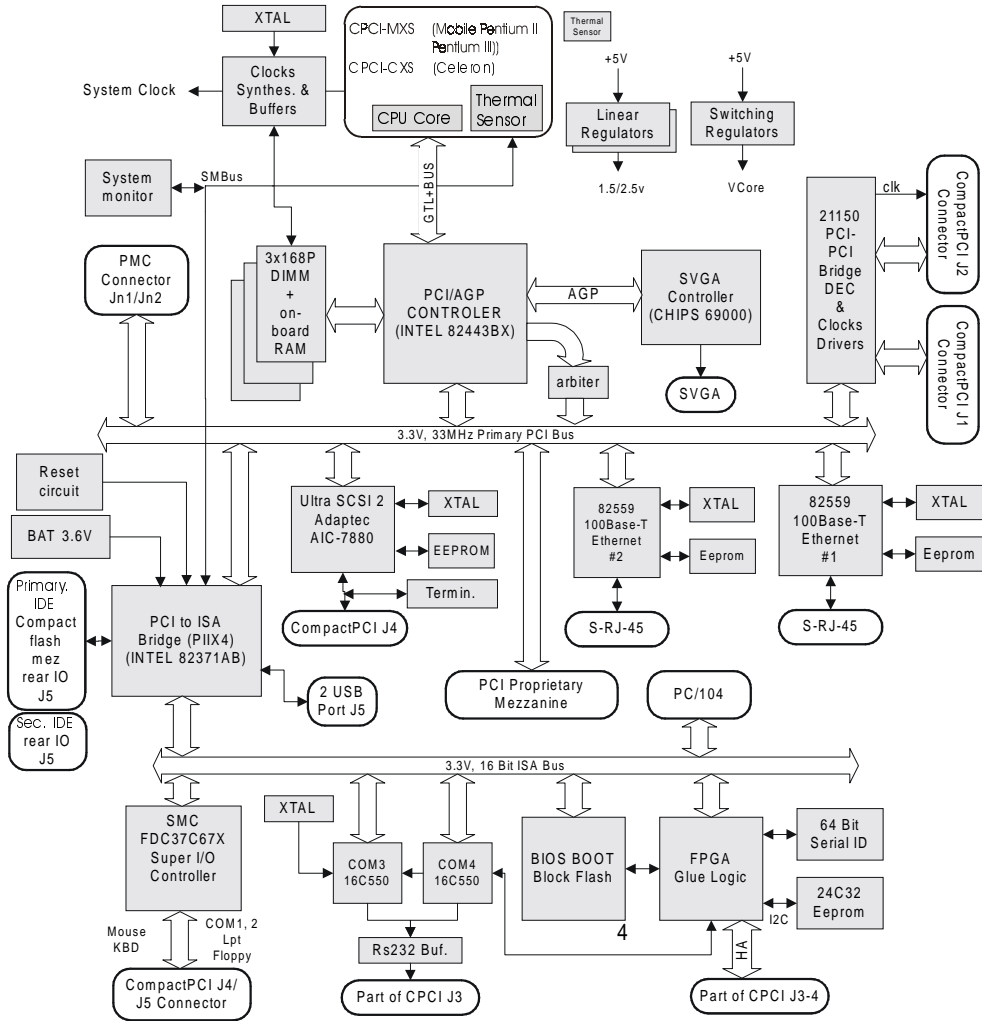 XTAL
CPCI-MXS (Mobile Pentium II
Pentium III))
CPCI-CXS (Celeron)
Thermal
Sensor
System Clock
Clocks
Synthes. &
Buffers
CPU Core
Thermal
Sensor
+5V
+5V
Linear
Regulators
Switching
Regulators
1.5/2.5v
VCore
System
monitor
SMBus
GTL+BUS
clk
CompactPCI J2
Connector
21150
PCI-
PCI
Bridge
DEC
&
Clocks
Drivers
PMC
Connector
Jn1/Jn2
3x168P
DIMM
+
on-
board
RAM
PCI/AGP
CONTROLER
(INTEL 82443BX)
AGP
SVGA
Controller
(CHIPS 69000)
arbiter
SVGA
CompactPCI J1
Connector
3.3V, 33MHz Primary PCI Bus
Reset
circuit
BAT 3.6V
Ultra SCSI 2
Adaptec
AIC-7880
XTAL
EEPROM
Termin.
CompactPCI J4
82559
100Base-T
Ethernet
#2
XTAL
Eeprom
S-RJ-45
82559
100Base-T
Ethernet
#1
XTAL
Eeprom
S-RJ-45
Primary.
IDE
Compact
flash
mez
rear IO
J5
Sec. IDE
rear IO
J5
PCI to ISA
Bridge (PIIX4)
(INTEL 82371AB)
2 USB
Port J5
PCI Proprietary
Mezzanine
PC/104
3.3V, 16 Bit ISA Bus
SMC
FDC37C67X
Super I/O
Controller
XTAL
COM3
16C550
COM4
16C550
BIOS BOOT
Block Flash
4
FPGA
Glue Logic
64 Bit
Serial ID
24C32
Eeprom
I2C
Mouse
KBD
COM1, 2
Lpt
Floppy
Rs232 Buf.
HA
CompactPCI J4/
J5 Connector
Part of CPCI J3
Part of CPCI J3-4